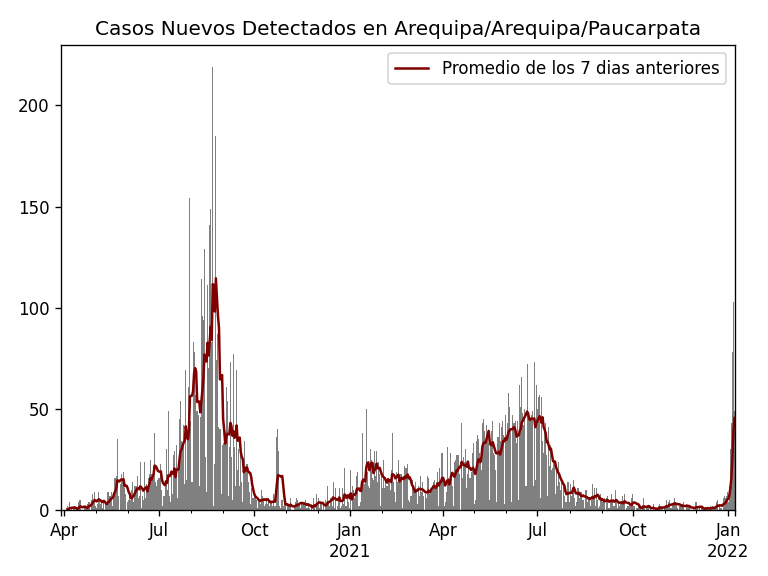 Casos Nuevos Detectados en Arequipa/Arequipa/Paucarpata
Promedio de los 7 dias anteriores
200
150
100
50
0
Apr Jul Oct Jan Apr Jul Oct Jan
2021 2022